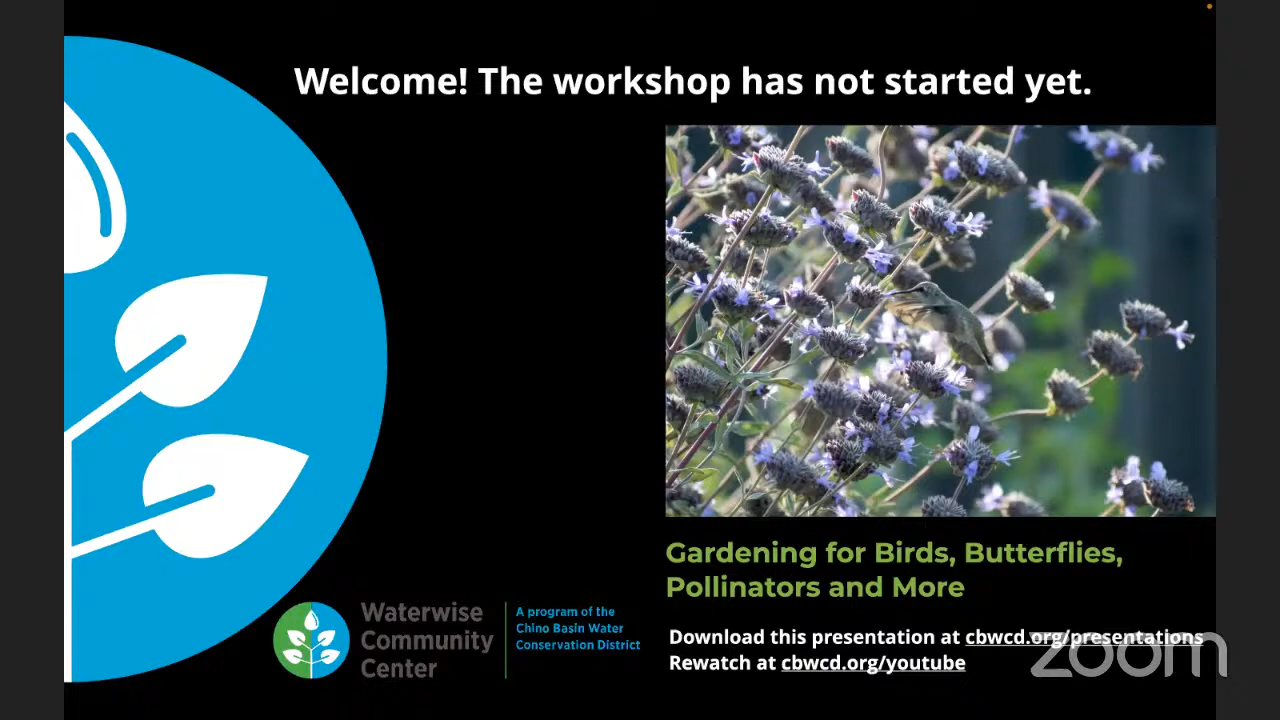 Welcome! The workshop has not started yet.
Gardening for Birds, Butterflies,
Pollinators and More
Waterwise
Community
Center
A program of the
Chino Basin Water
Conservation District
Download this presentation at cbwcd.org/presentations
Rewatch at cbwcd.org/youtube
zoom